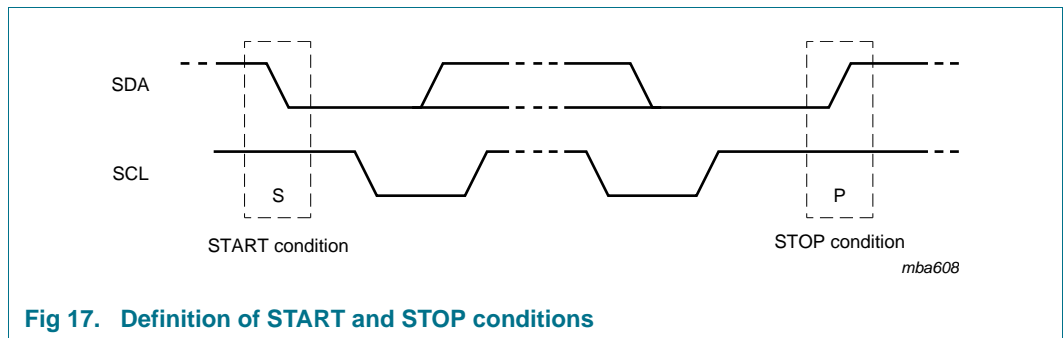 SDA
SCL
S
P
START condition
STOP condition
mba608
Fig 17. Definition of START and STOP conditions